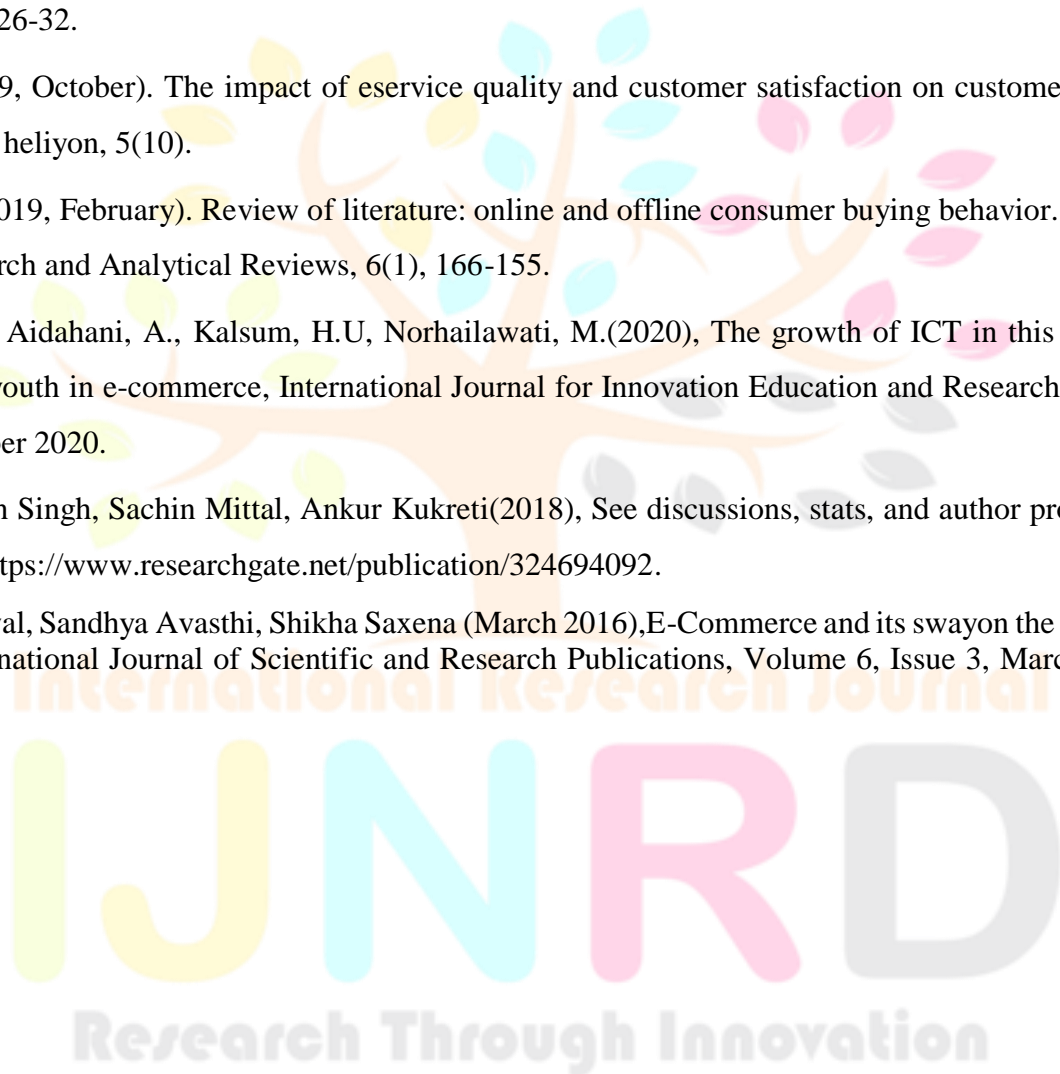 26-32.
9, October). The impact of eservice quality and customer satisfaction on custome
heliyon, 5(10).
019, February). Review of literature: online and offline consumer buying behavior.
rch and Analytical Reviews, 6(1), 166-155.
Aidahani, A., Kalsum, H.U, Norhailawati, M.(2020), The growth of ICT in this
youth in e-commerce, International Journal for Innovation Education and Research
er 2020.
n Singh, Sachin Mittal, Ankur Kukreti(2018), See discussions, stats, and author pr
tps://www.researchgate.net/publication/324694092.
al, Sandhya Avasthi, Shikha Saxena (March 2016),E-Commerce and its swayon the
national Journal of Scientific and Research Publications, Volume 6, Issue 3, Marc
International Research Journal
IJNRD
Research Through Innovation